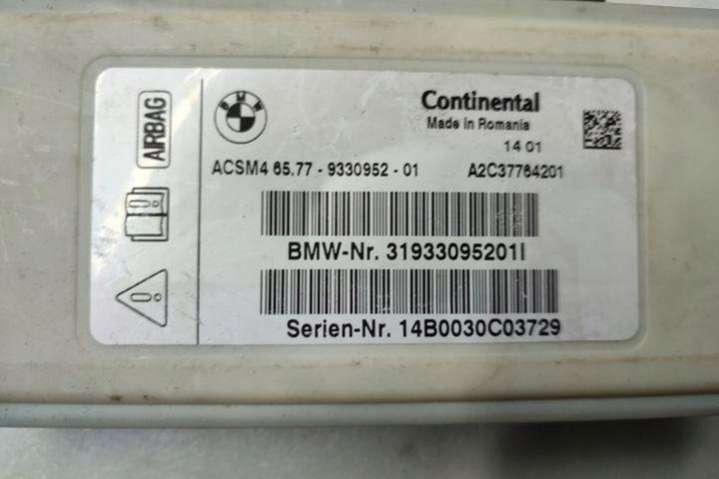 AIRBAG
BMW
Continental
Made in Romania
14 01
ACSM4 65.77 - 9330952 - 01 A2C37764201
BMW-Nr. 31933095201I
Serien-Nr. 14B0030C03729